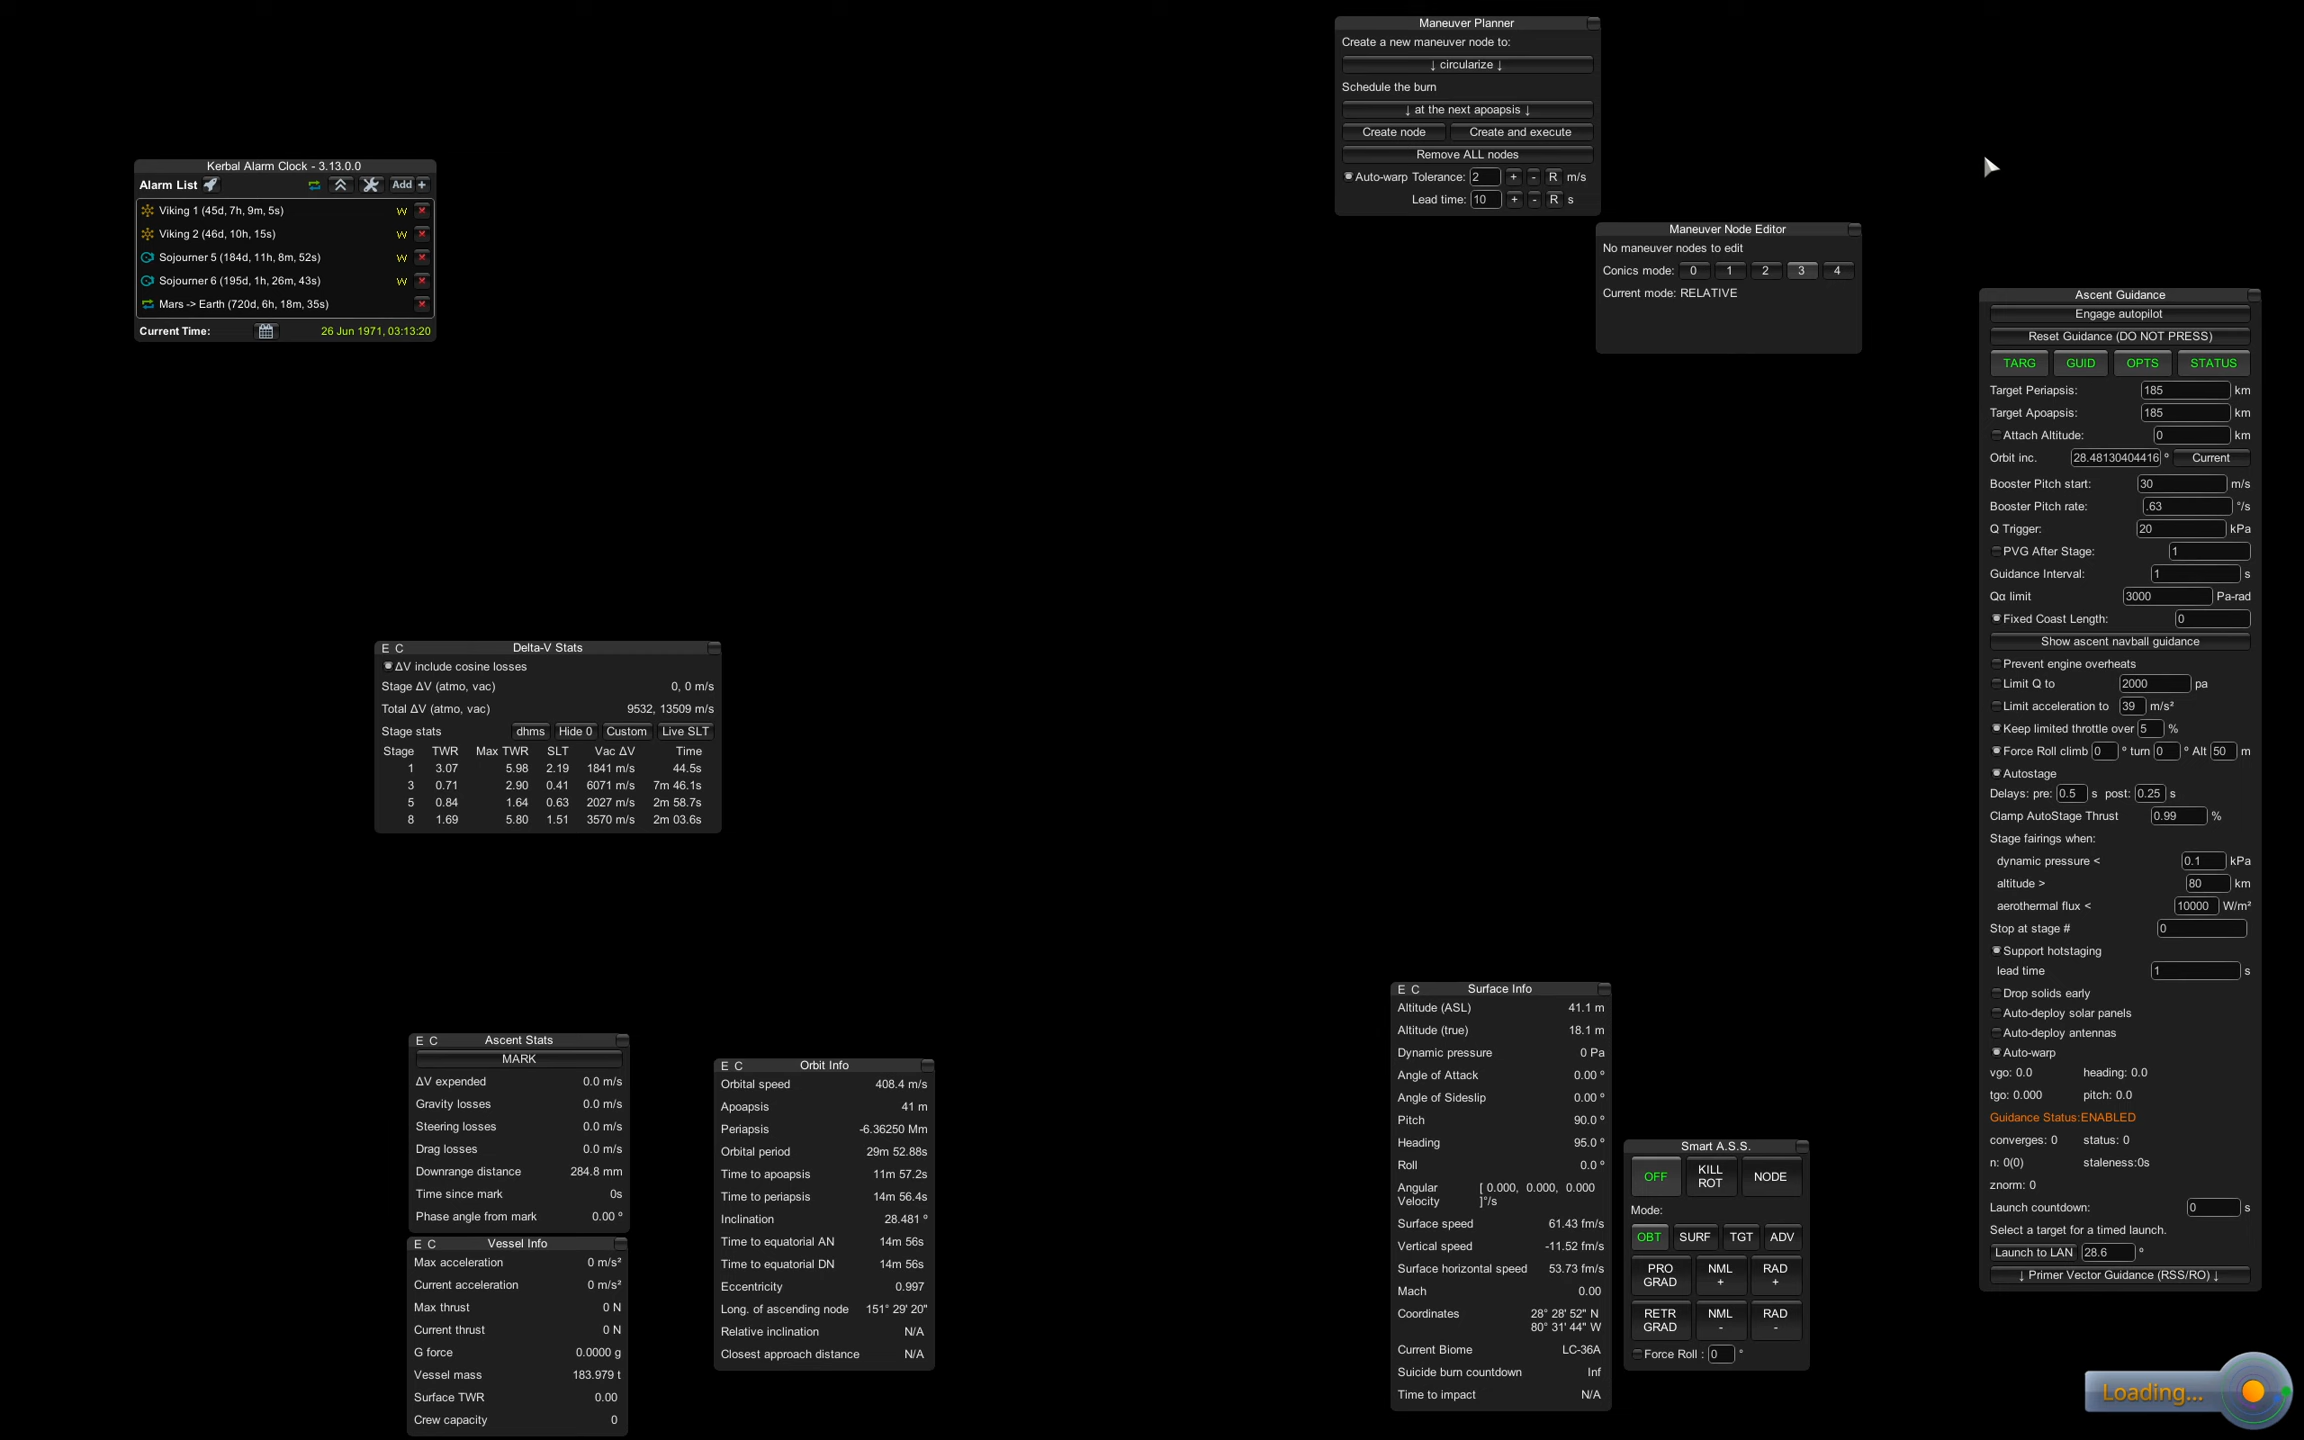 Kerbal Alarm Clock - 3.13.0.0
Alarm List Add +
Viking 1 (45d, 7h, 9m, 5s) W
Viking 2 (46d, 10h, 15s) W
Sojourner 5 (184d, 11h, 8m, 52s) W
Sojourner 6 (195d, 1h, 26m, 43s) W
Mars -> Earth (720d, 6h, 18m, 35s)
Current Time: 26 Jun 1971, 03:13:20
Maneuver Planner
Create a new maneuver node to:
↓ circularize ↓
Schedule the burn
↓ at the next apoapsis ↓
Create node Create and execute
Remove ALL nodes
Auto-warp Tolerance: 2 + - R m/s
Lead time: 10 + - R s
Maneuver Node Editor
No maneuver nodes to edit
Conics mode: 0 1 2 3 4
Current mode: RELATIVE
Ascent Guidance
Engage autopilot
Reset Guidance (DO NOT PRESS)
TARG GUID OPTS STATUS
Target Periapsis: 185 km
Target Apoapsis: 185 km
Attach Altitude: 0 km
Orbit inc. 28.48130404416 º Current
Booster Pitch start: 30 m/s
Booster Pitch rate: .63 °/s
Q Trigger: 20 kPa
PVG After Stage: 1
Guidance Interval: 1 s
Qα limit 3000 Pa-rad
Fixed Coast Length: 0
Show ascent navball guidance
Prevent engine overheats
Limit Q to 2000 pa
Limit acceleration to 39 m/s²
Keep limited throttle over 5 %
Force Roll climb 0 º turn 0 º Alt 50 m
Autostage
Delays: pre: 0.5 s post: 0.25 s
Clamp AutoStage Thrust 0.99 %
Stage fairings when:
dynamic pressure < 0.1 kPa
altitude > 80 km
aerothermal flux < 10000 W/m²
Stop at stage # 0
Support hotstaging
lead time 1 s
Drop solids early
Auto-deploy solar panels
Auto-deploy antennas
Auto-warp
vgo: 0.0 heading: 0.0
tgo: 0.000 pitch: 0.0
Guidance Status:ENABLED
converges: 0 status: 0
n: 0(0) staleness:0s
znorm: 0
Launch countdown: 0 s
Select a target for a timed launch.
Launch to LAN 28.6 º
↓ Primer Vector Guidance (RSS/RO) ↓
E C Delta-V Stats
ΔV include cosine losses
Stage ΔV (atmo, vac) 0, 0 m/s
Total ΔV (atmo, vac) 9532, 13509 m/s
Stage stats dhms Hide 0 Custom Live SLT
Stage TWR Max TWR SLT Vac ΔV Time
1 3.07 5.98 2.19 1841 m/s 44.5s
3 0.71 2.90 0.41 6071 m/s 7m 46.1s
5 0.84 1.64 0.63 2027 m/s 2m 58.7s
8 1.69 5.80 1.51 3570 m/s 2m 03.6s
E C Ascent Stats
MARK
ΔV expended 0.0 m/s
Gravity losses 0.0 m/s
Steering losses 0.0 m/s
Drag losses 0.0 m/s
Downrange distance 284.8 mm
Time since mark 0s
Phase angle from mark 0.00 º
E C Vessel Info
Max acceleration 0 m/s²
Current acceleration 0 m/s²
Max thrust 0 N
Current thrust 0 N
G force 0.0000 g
Vessel mass 183.979 t
Surface TWR 0.00
Crew capacity 0
E C Orbit Info
Orbital speed 408.4 m/s
Apoapsis 41 m
Periapsis -6.36250 Mm
Orbital period 29m 52.88s
Time to apoapsis 11m 57.2s
Time to periapsis 14m 56.4s
Inclination 28.481 º
Time to equatorial AN 14m 56s
Time to equatorial DN 14m 56s
Eccentricity 0.997
Long. of ascending node 151° 29' 20"
Relative inclination N/A
Closest approach distance N/A
E C Surface Info
Altitude (ASL) 41.1 m
Altitude (true) 18.1 m
Dynamic pressure 0 Pa
Angle of Attack 0.00 º
Angle of Sideslip 0.00 º
Pitch 90.0 º
Heading 95.0 º
Roll 0.0 º
Angular [ 0.000, 0.000, 0.000
Velocity ]°/s
Surface speed 61.43 fm/s
Vertical speed -11.52 fm/s
Surface horizontal speed 53.73 fm/s
Mach 0.00
Coordinates 28° 28' 52" N
80° 31' 44" W
Current Biome LC-36A
Suicide burn countdown Inf
Time to impact N/A
Smart A.S.S.
OFF KILL ROT NODE
Mode:
OBT SURF TGT ADV
PRO GRAD NML + RAD +
RETR GRAD NML - RAD -
Force Roll : 0 °
Loading...